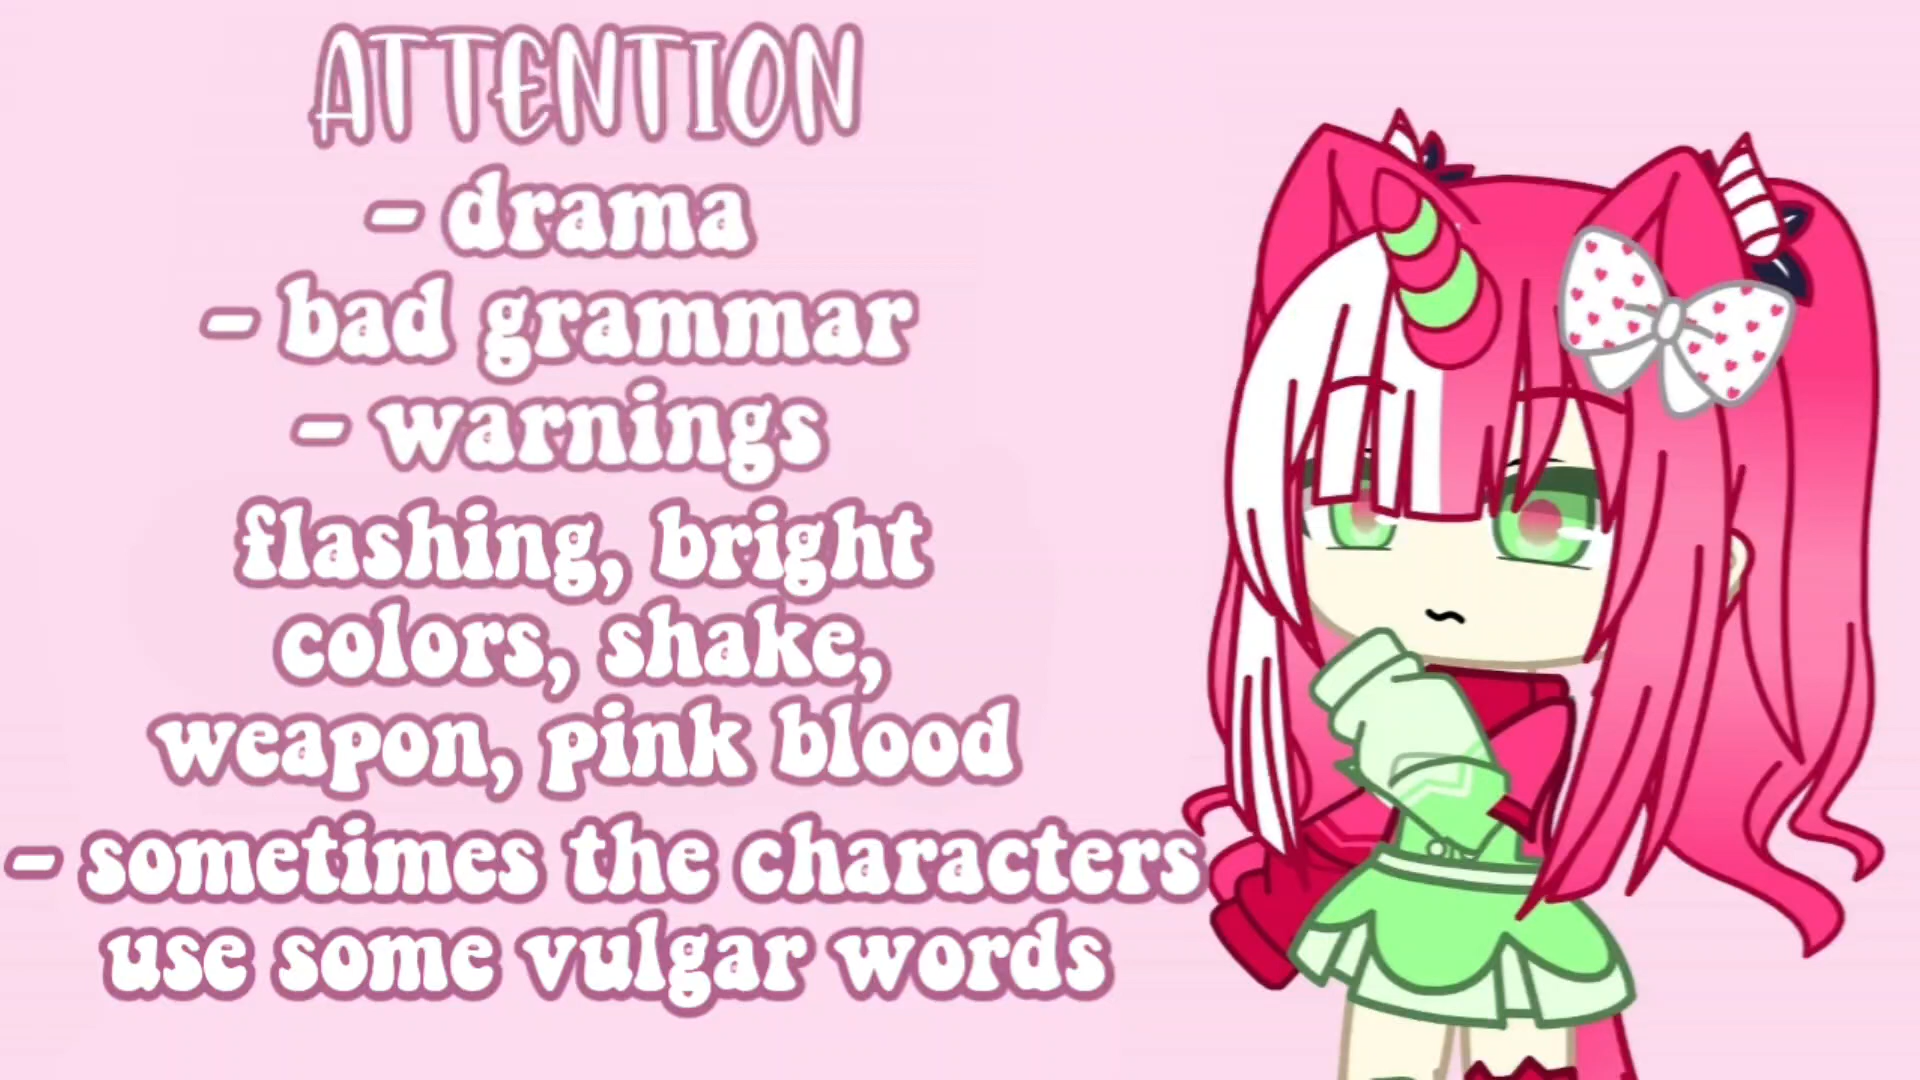 ATTENTION
- drama
- bad grammar
- warnings
flashing, bright
colors, shake,
weapon, pink blood
- sometimes the characters
use some vulgar words